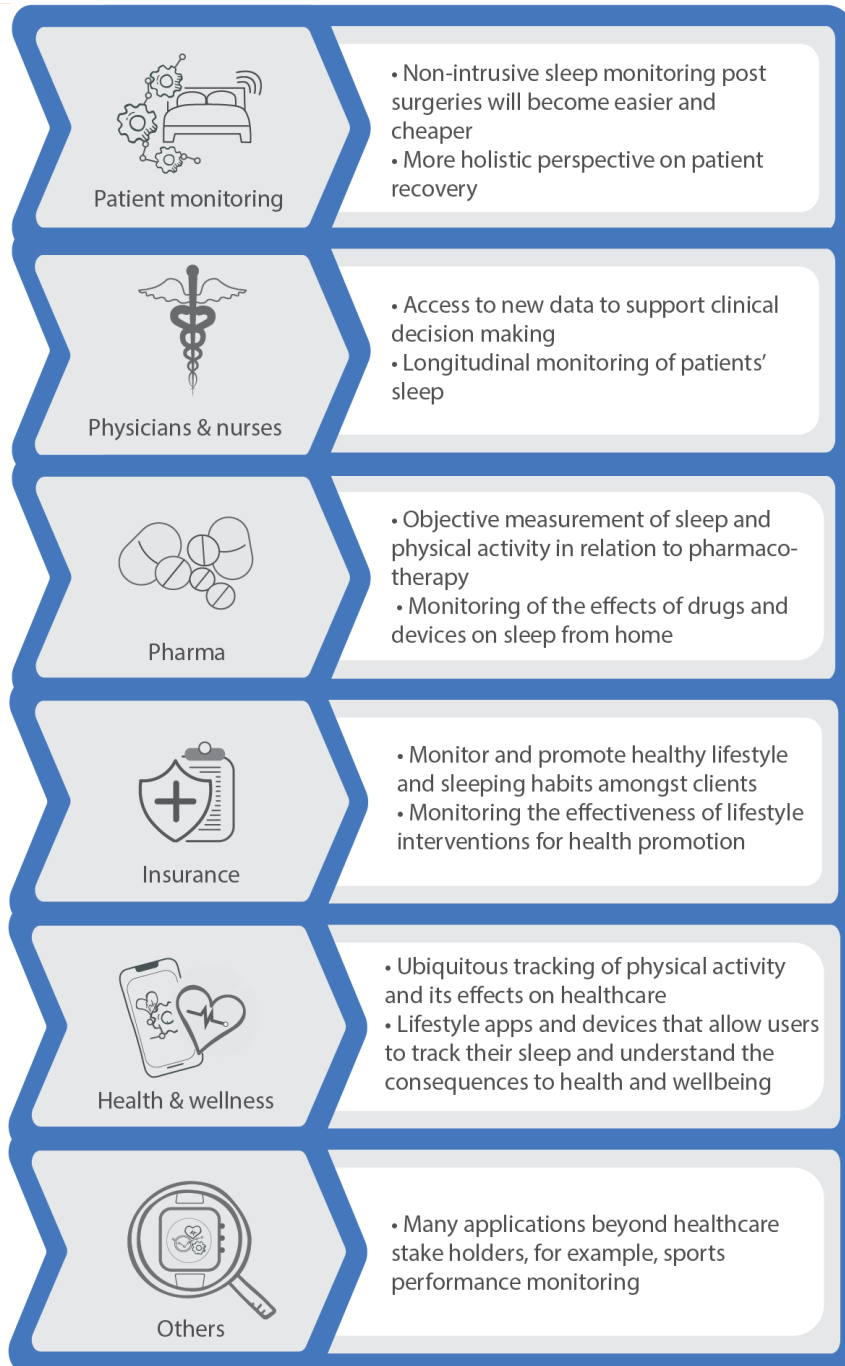 Patient monitoring
• Non-intrusive sleep monitoring post
surgeries will become easier and
cheaper
• More holistic perspective on patient
recovery
Physicians & nurses
• Access to new data to support clinical
decision making
• Longitudinal monitoring of patients’
sleep
Pharma
• Objective measurement of sleep and
physical activity in relation to pharmaco-
therapy
• Monitoring of the effects of drugs and
devices on sleep from home
Insurance
• Monitor and promote healthy lifestyle
and sleeping habits amongst clients
• Monitoring the effectiveness of lifestyle
interventions for health promotion
Health & wellness
• Ubiquitous tracking of physical activity
and its effects on healthcare
• Lifestyle apps and devices that allow users
to track their sleep and understand the
consequences to health and wellbeing
Others
• Many applications beyond healthcare
stake holders, for example, sports
performance monitoring